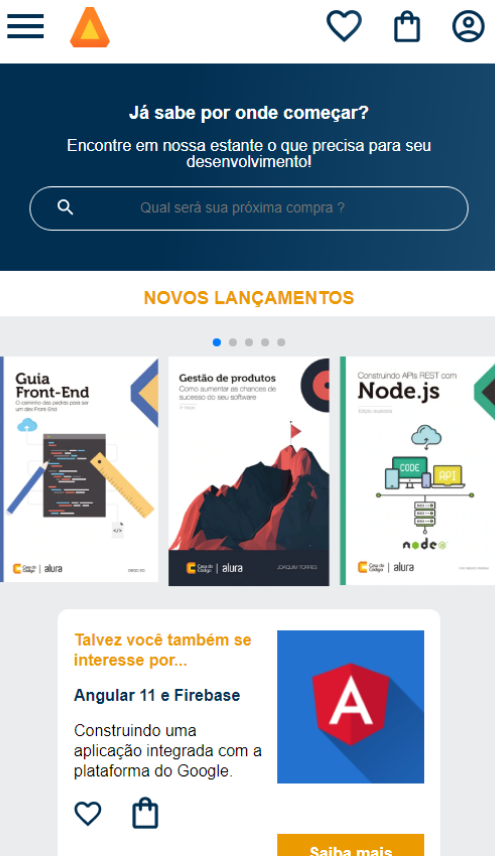 Já sabe por onde começar?
Encontre em nossa estante o que precisa para seu
desenvolvimento!
Qual será sua próxima compra ?
NOVOS LANÇAMENTOS
Guia
Front-End
O caminho das pedras para ser
um dev Front-End
</>
Casa do
Código
alura
Gestão de produtos
Como aumentar as chances de
sucesso do seu software
Casa do
Código
alura
JOAQUIM TORRES
Construindo APIs REST com
Node.js
CODE
API
node
Casa do
Código
alura
Talvez você também se
interesse por...
Angular 11 e Firebase
Construindo uma
aplicação integrada com a
plataforma do Google.
A
Saiba mais